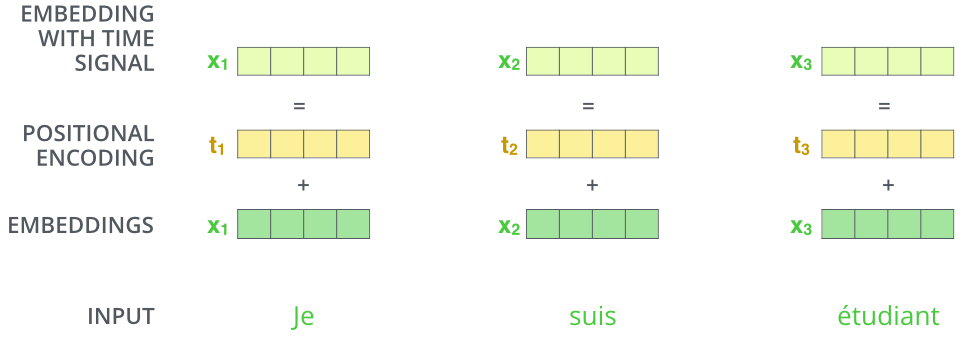 EMBEDDING
WITH TIME
SIGNAL
x1 x2 x3
= = =
POSITIONAL
ENCODING
t1 t2 t3
+ + +
EMBEDDINGS x1 x2 x3
INPUT Je suis étudiant